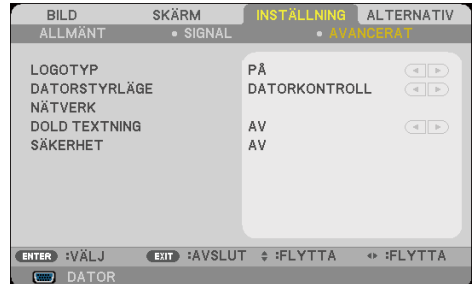 BILD SKÄRM INSTÄLLNING ALTERNATIV
ALLMÄNT • SIGNAL • AVANCERAT
LOGOTYP PÅ
DATORSTYRLÄGE DATORKONTROLL
NÄTVERK
DOLD TEXTNING AV
SÄKERHET AV
ENTER :VÄLJ EXIT :AVSLUT :FLYTTA :FLYTTA
DATOR